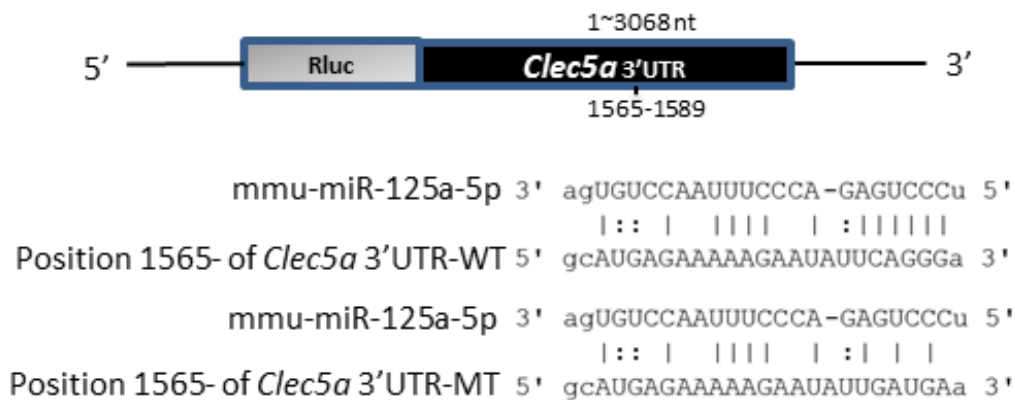 1~3068 nt
5’ Rluc Clec5a 3’UTR 3’
1565-1589
mmu-miR-125a-5p 3' agUGUCCAAUUUCCCA-GAGUCCCu 5'
|:: | |||| | :||||||
Position 1565- of Clec5a 3’UTR-WT 5' gcAUGAGAAAAAGAAUAUUCAGGGa 3'
mmu-miR-125a-5p 3' agUGUCCAAUUUCCCA-GAGUCCCu 5'
|:: | |||| | :| | |
Position 1565- of Clec5a 3’UTR-MT 5' gcAUGAGAAAAAGAAUAUUGAUGAa 3'